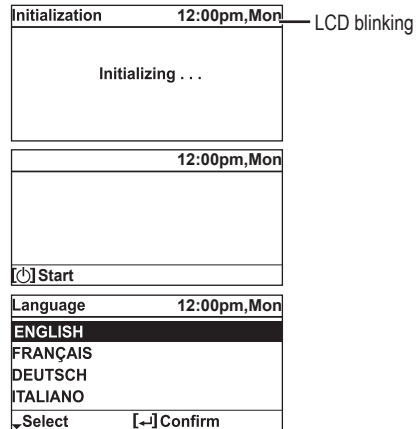 Initialization 12:00pm,Mon
LCD blinking
Initializing . . .
12:00pm,Mon
[⏻] Start
Language 12:00pm,Mon
ENGLISH
FRANÇAIS
DEUTSCH
ITALIANO
Select [↵] Confirm